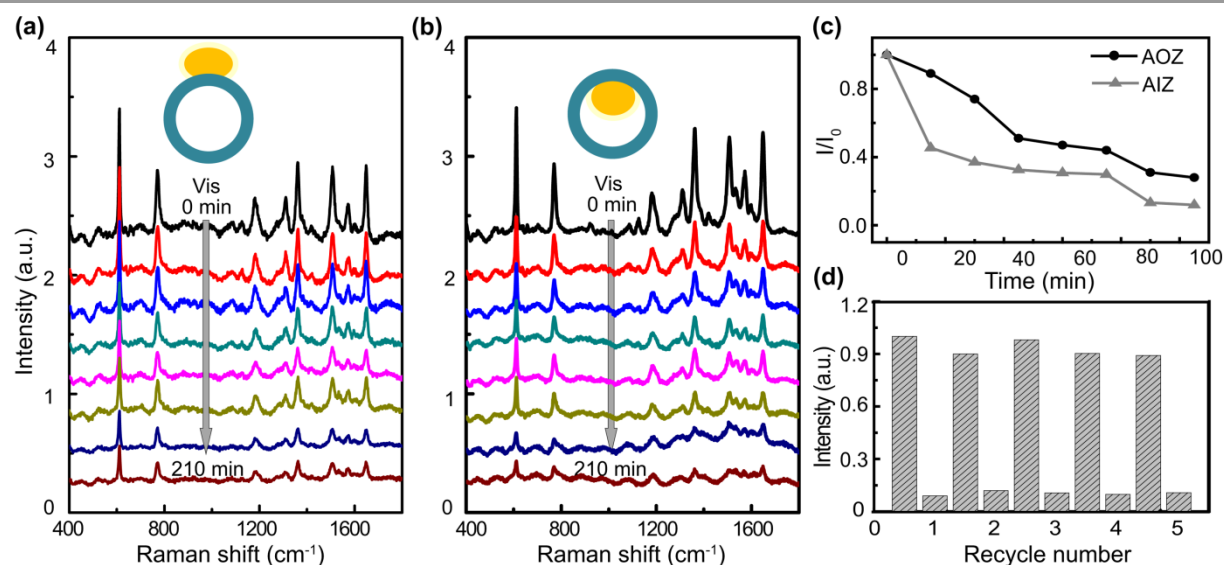 (a)
4
3
2
1
0
Intensity (a.u.)
Vis
0 min
210 min
400 800 1200 1600
Raman shift (cm⁻¹)
(b)
4
3
2
1
0
Vis
0 min
210 min
400 800 1200 1600
Raman shift (cm⁻¹)
(c)
AOZ
AIZ
I/I₀
0.8
0.4
0.0
0 20 40 60 80 100
Time (min)
(d)
1.2
0.9
0.6
0.3
0
Intensity (a.u.)
0 1 2 3 4 5
Recycle number